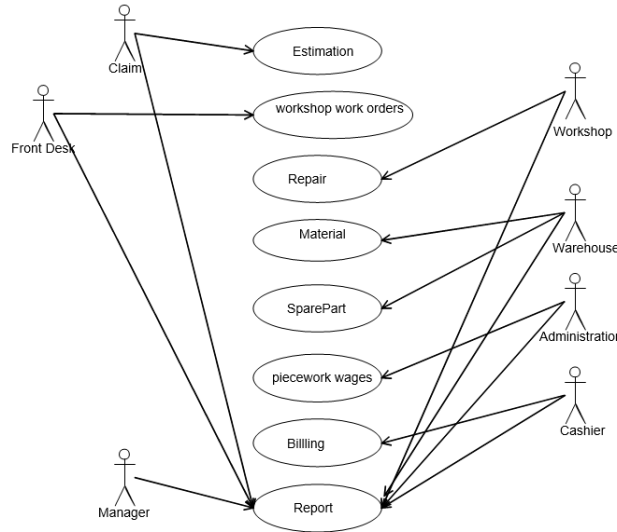 Estimation
Claim
workshop work orders
Front Desk
Workshop
Repair
Material
Warehouse
SparePart
Administration
piecework wages
Cashier
Billling
Manager
Report